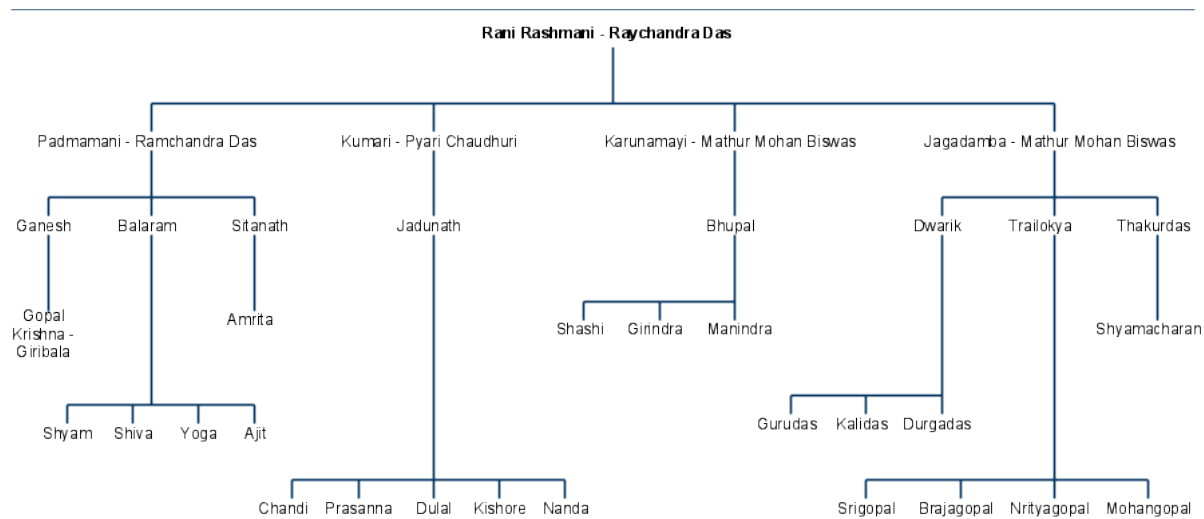 Rani Rashmani - Raychandra Das
Padmamani - Ramchandra Das
Kumari - Pyari Chaudhuri
Karunamayi - Mathur Mohan Biswas
Jagadamba - Mathur Mohan Biswas
Ganesh
Balaram
Sitanath
Jadunath
Bhupal
Dwarik
Trailokya
Thakurdas
Gopal
Krishna -
Giribala
Amrita
Shashi
Girindra
Manindra
Shyamacharan
Shyam
Shiva
Yoga
Ajit
Gurudas
Kalidas
Durgadas
Chandi
Prasanna
Dulal
Kishore
Nanda
Srigopal
Brajagopal
Nrityagopal
Mohangopal